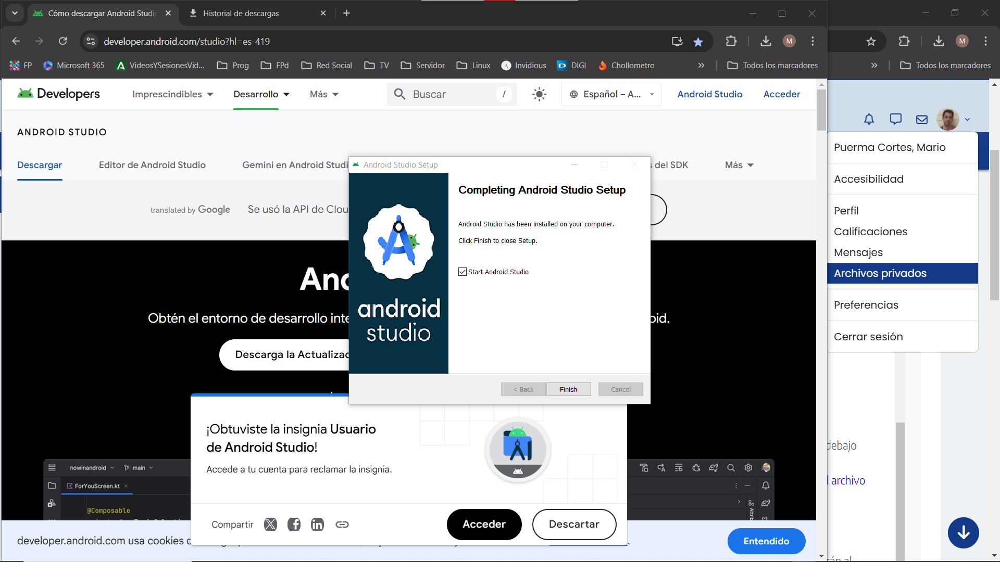 Cómo descargar Android Studio
Historial de descargas
developer.android.com/studio?hl=es-419
M
M
FP
Microsoft 365
VideosYSesionesVid...
Prog
FPd
Red Social
TV
Servidor
Linux
Invidious
DIGI
Chollometro
Todos los marcadores
Todos los marcadores
Developers
Imprescindibles
Desarrollo
Más
Buscar
/
Español – A...
Android Studio
Acceder
ANDROID STUDIO
Descargar
Editor de Android Studio
Gemini en Android Studi
s del SDK
Más
translated by Google
Se usó la API de Clou
And
Obtén el entorno de desarrollo inte
oid.
Descarga la Actualizac
Android Studio Setup
Completing Android Studio Setup
Android Studio has been installed on your computer.
Click Finish to close Setup.
Start Android Studio
android
studio
< Back
Finish
Cancel
¡Obtuviste la insignia Usuario
de Android Studio!
Accede a tu cuenta para reclamar la insignia.
Compartir
Acceder
Descartar
nowinandroid
main
ForYouScreen.kt
@Composable
Attrib
developer.android.com usa cookies
Entendido
Puerma Cortes, Mario
Accesibilidad
Perfil
Calificaciones
Mensajes
Archivos privados
Preferencias
Cerrar sesión
debajo
l archivo
rán al